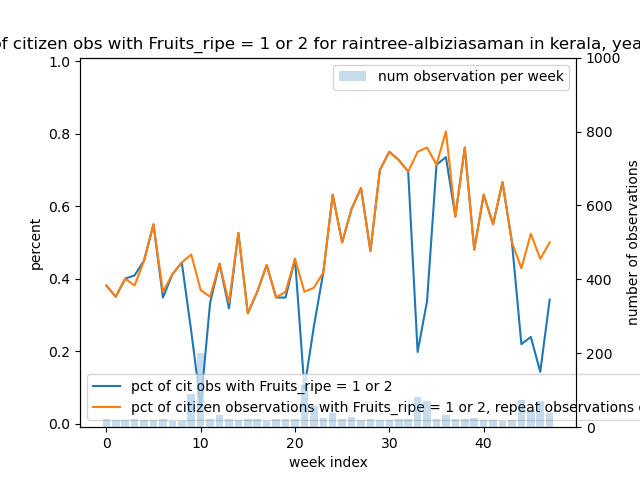 of citizen obs with Fruits_ripe = 1 or 2 for raintree-albiziasaman in kerala, yea
num observation per week
1.0
0.8
0.6
0.4
0.2
0.0
percent
1000
800
600
400
200
0
number of observations
pct of cit obs with Fruits_ripe = 1 or 2
pct of citizen observations with Fruits_ripe = 1 or 2, repeat observations
0 10 20 30 40
week index